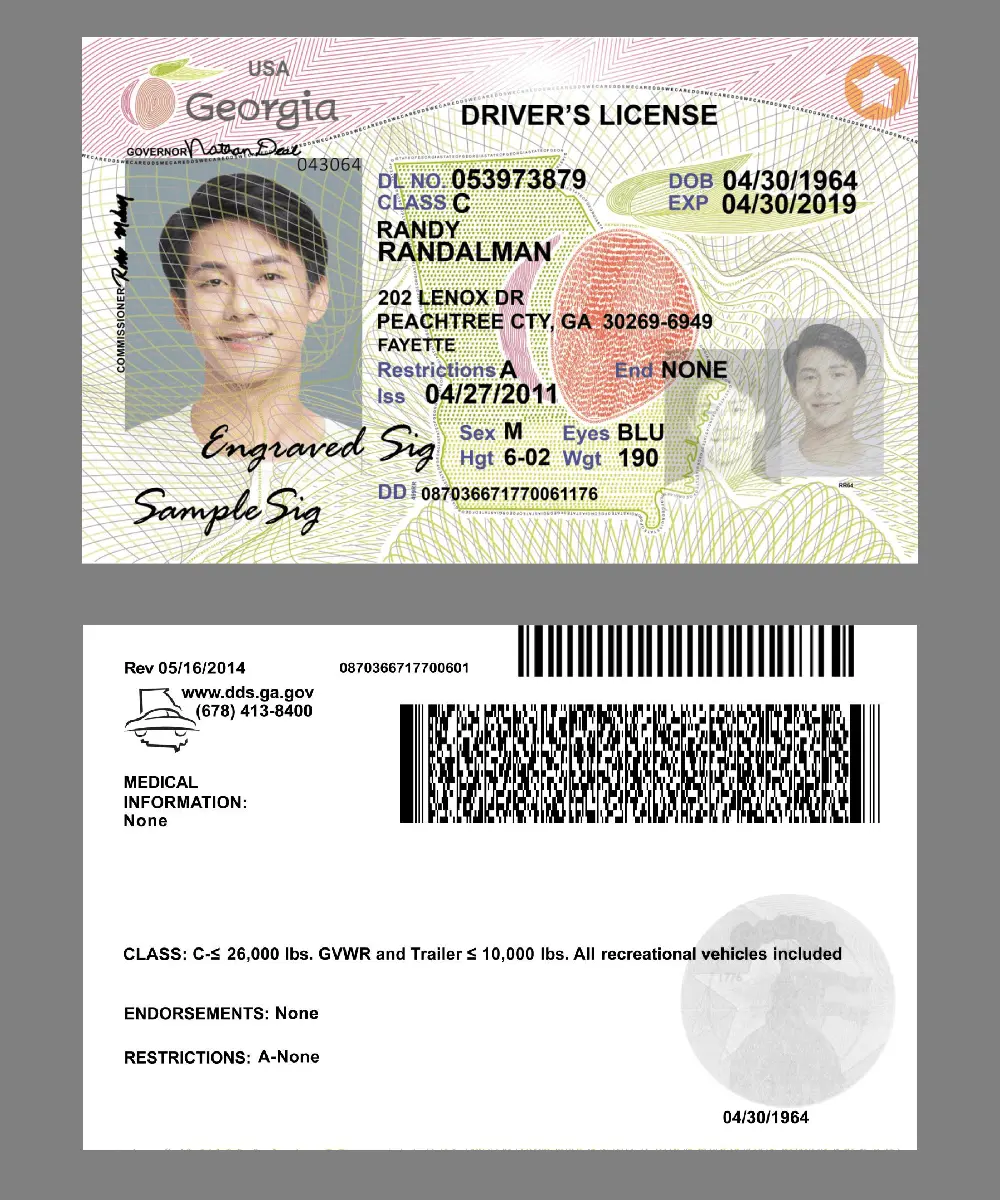 USA
Georgia
DRIVER'S LICENSE
GOVERNOR Nathan Deal
043064
DL NO. 053973879
DOB 04/30/1964
CLASS C
EXP 04/30/2019
RANDY
RANDALMAN
202 LENOX DR
PEACHTREE CTY, GA 30269-6949
FAYETTE
COMMISSIONER
Restrictions A
End NONE
Iss 04/27/2011
Sex M Eyes BLU
Hgt 6-02 Wgt 190
Engraved Sig
DD 087036671770061176
RR64
Sample Sig
Rev 05/16/2014
0870366717700601
www.dds.ga.gov
(678) 413-8400
MEDICAL
INFORMATION:
None
CLASS: C-≤ 26,000 lbs. GVWR and Trailer ≤ 10,000 lbs. All recreational vehicles included
1776
ENDORSEMENTS: None
RESTRICTIONS: A-None
04/30/1964